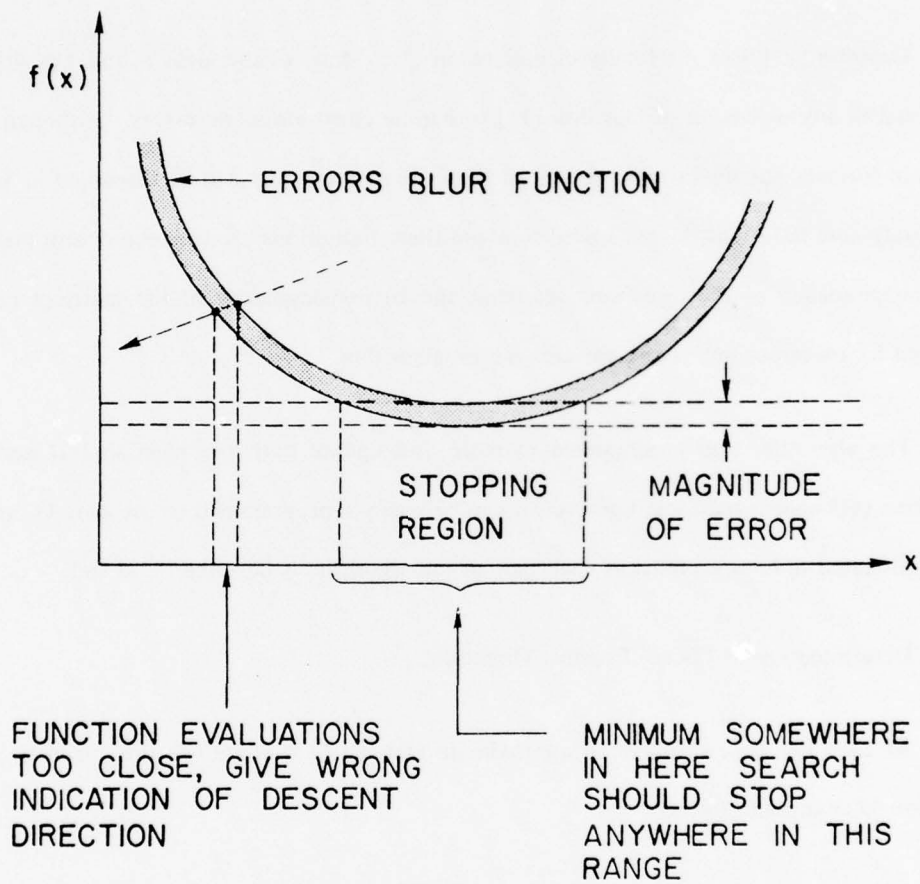 f(x)
ERRORS BLUR FUNCTION
STOPPING
REGION
MAGNITUDE
OF ERROR
x
FUNCTION EVALUATIONS
TOO CLOSE, GIVE WRONG
INDICATION OF DESCENT
DIRECTION
MINIMUM SOMEWHERE
IN HERE SEARCH
SHOULD STOP
ANYWHERE IN THIS
RANGE